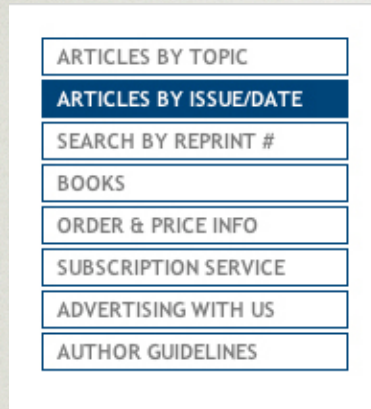 ARTICLES BY TOPIC
ARTICLES BY ISSUE/DATE
SEARCH BY REPRINT #
BOOKS
ORDER & PRICE INFO
SUBSCRIPTION SERVICE
ADVERTISING WITH US
AUTHOR GUIDELINES